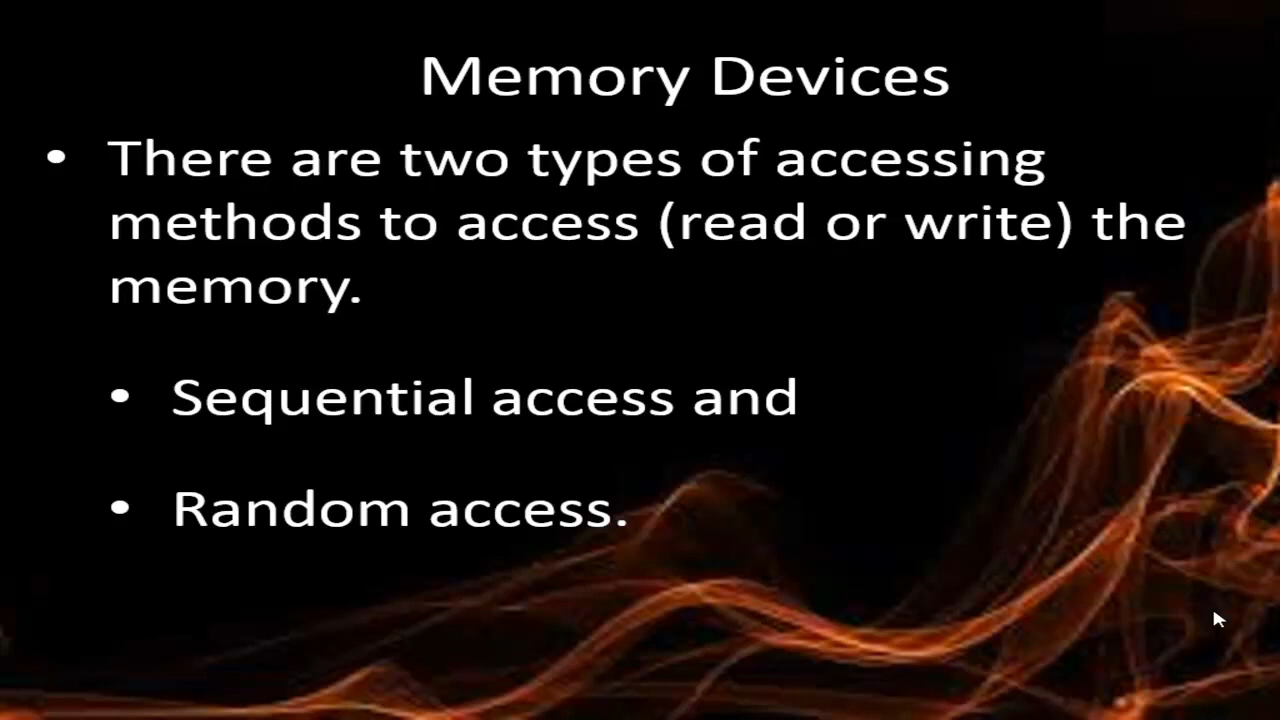 Memory Devices
• There are two types of accessing
methods to access (read or write) the
memory.
• Sequential access and
• Random access.